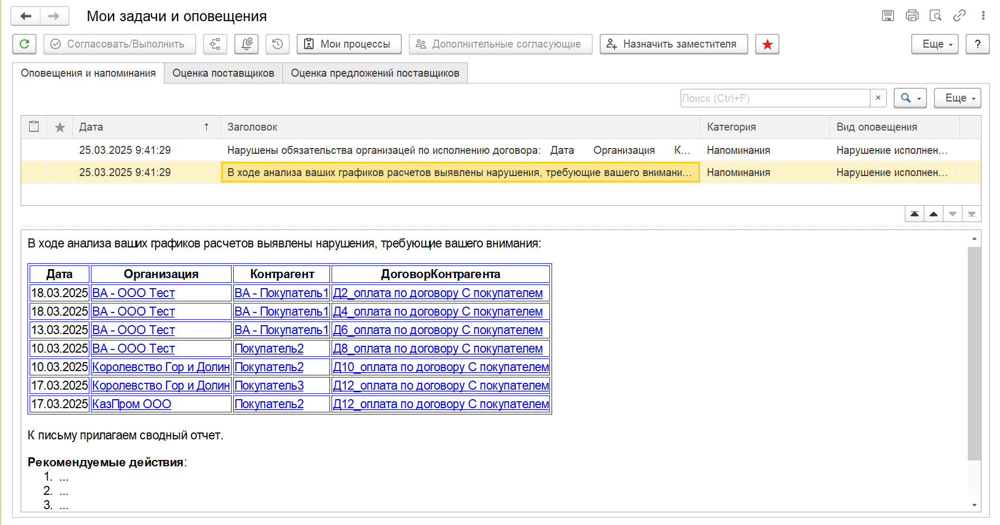 Мои задачи и оповещения
Согласовать/Выполнить Мои процессы Дополнительные согласующие Назначить заместителя Еще ?
Оповещения и напоминания Оценка поставщиков Оценка предложений поставщиков
Поиск (Ctrl+F) × Еще
Дата ↑ Заголовок Категория Вид оповещения
25.03.2025 9:41:29 Нарушены обязательства организацей по исполнению договора: Дата Организация К... Напоминания Нарушение исполнен...
25.03.2025 9:41:29 В ходе анализа ваших графиков расчетов выявлены нарушения, требующие вашего внимани... Напоминания Нарушение исполнен...
В ходе анализа ваших графиков расчетов выявлены нарушения, требующие вашего внимания:
Дата Организация Контрагент ДоговорКонтрагента
18.03.2025 ВА - ООО Тест ВА - Покупатель1 Д2_оплата по договору С покупателем
18.03.2025 ВА - ООО Тест ВА - Покупатель1 Д4_оплата по договору С покупателем
13.03.2025 ВА - ООО Тест ВА - Покупатель1 Д6_оплата по договору С покупателем
10.03.2025 ВА - ООО Тест Покупатель2 Д8_оплата по договору С покупателем
10.03.2025 Королевство Гор и Долин Покупатель2 Д10_оплата по договору С покупателем
17.03.2025 Королевство Гор и Долин Покупатель3 Д12_оплата по договору С покупателем
17.03.2025 КазПром ООО Покупатель2 Д12_оплата по договору С покупателем
К письму прилагаем сводный отчет.
Рекомендуемые действия:
1. ...
2. ...
3. ...